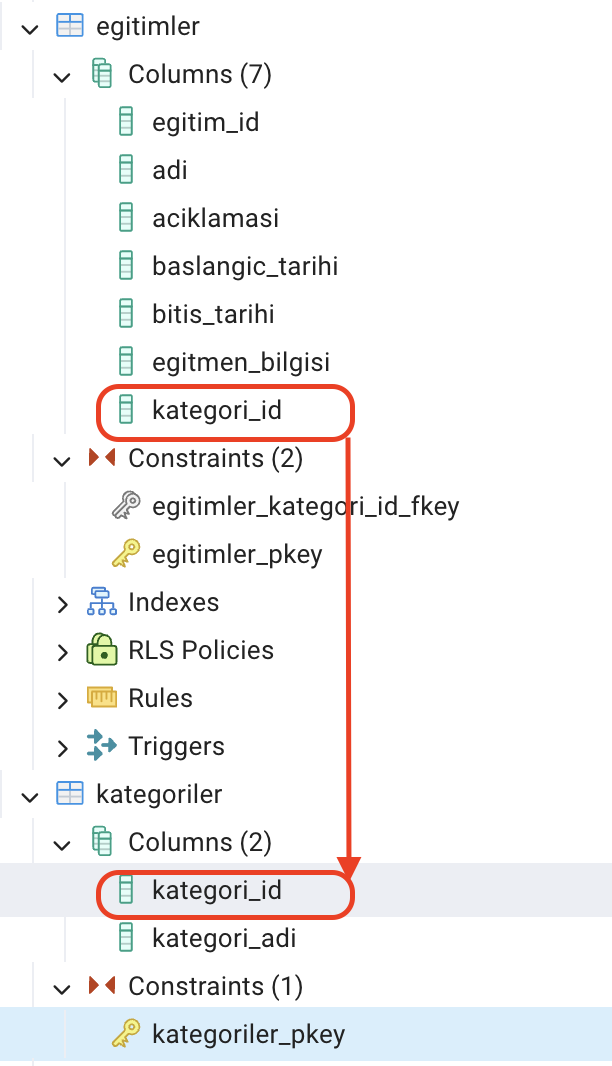 egitimler
Columns (7)
egitim_id
adi
aciklamasi
baslangic_tarihi
bitis_tarihi
egitmen_bilgisi
kategori_id
Constraints (2)
egitimler_kategori_id_fkey
egitimler_pkey
Indexes
RLS Policies
Rules
Triggers
kategoriler
Columns (2)
kategori_id
kategori_adi
Constraints (1)
kategoriler_pkey